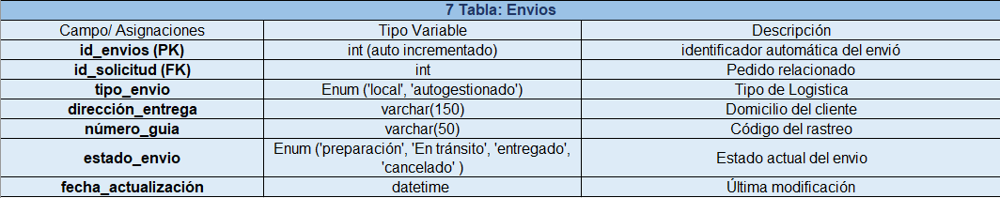 7 Tabla: Envios
Campo/ Asignaciones Tipo Variable Descripción
id_envios (PK) int (auto incrementado) identificador automática del envió
id_solicitud (FK) int Pedido relacionado
tipo_envio Enum ('local', 'autogestionado') Tipo de Logistica
dirección_entrega varchar(150) Domicilio del cliente
número_guia varchar(50) Código del rastreo
estado_envio Enum ('preparación', 'En tránsito', 'entregado', 'cancelado' ) Estado actual del envio
fecha_actualización datetime Última modificación